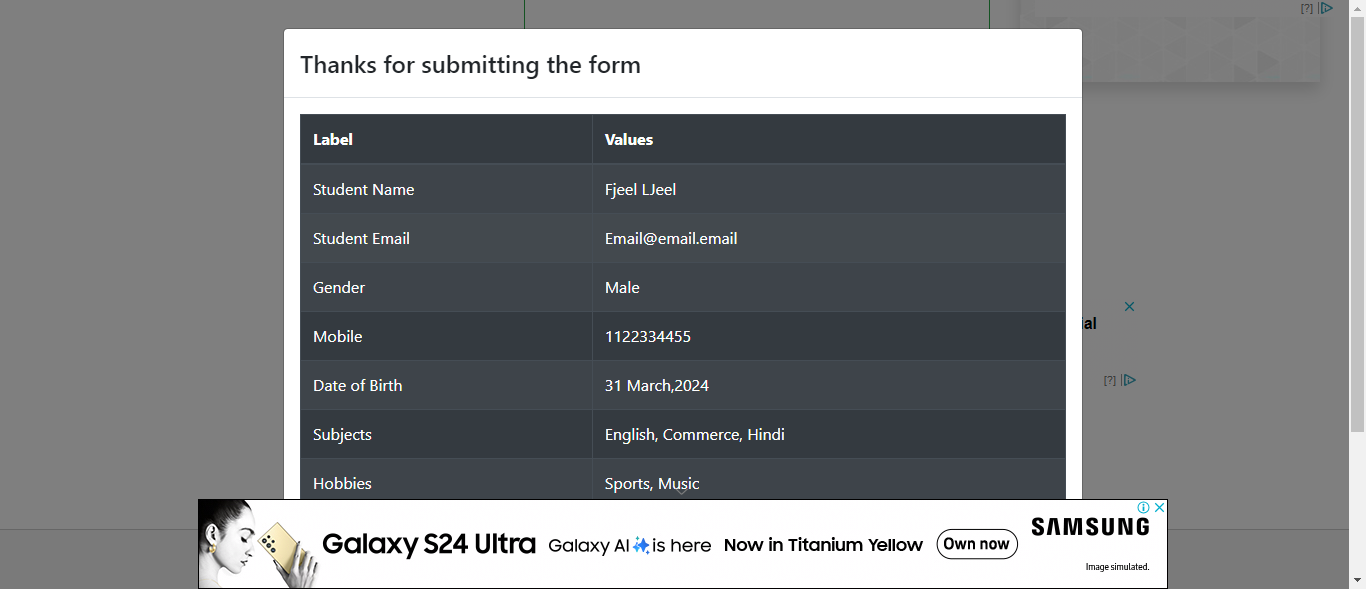 [?]
Thanks for submitting the form
Label Values
Student Name Fjeel LJeel
Student Email Email@email.email
Gender Male
ial
Mobile 1122334455
[?]
Date of Birth 31 March,2024
Subjects English, Commerce, Hindi
Hobbies Sports, Music
Galaxy S24 Ultra Galaxy AI is here Now in Titanium Yellow Own now SAMSUNG
Image simulated.